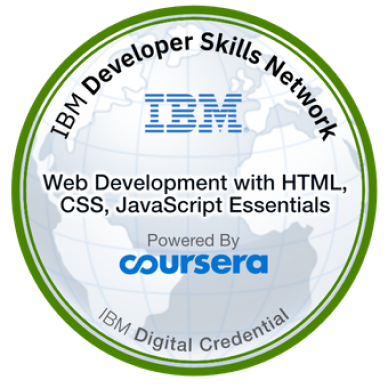 IBM Developer Skills Network
IBM
Web Development with HTML,
CSS, JavaScript Essentials
Powered By
coursera
IBM Digital Credential